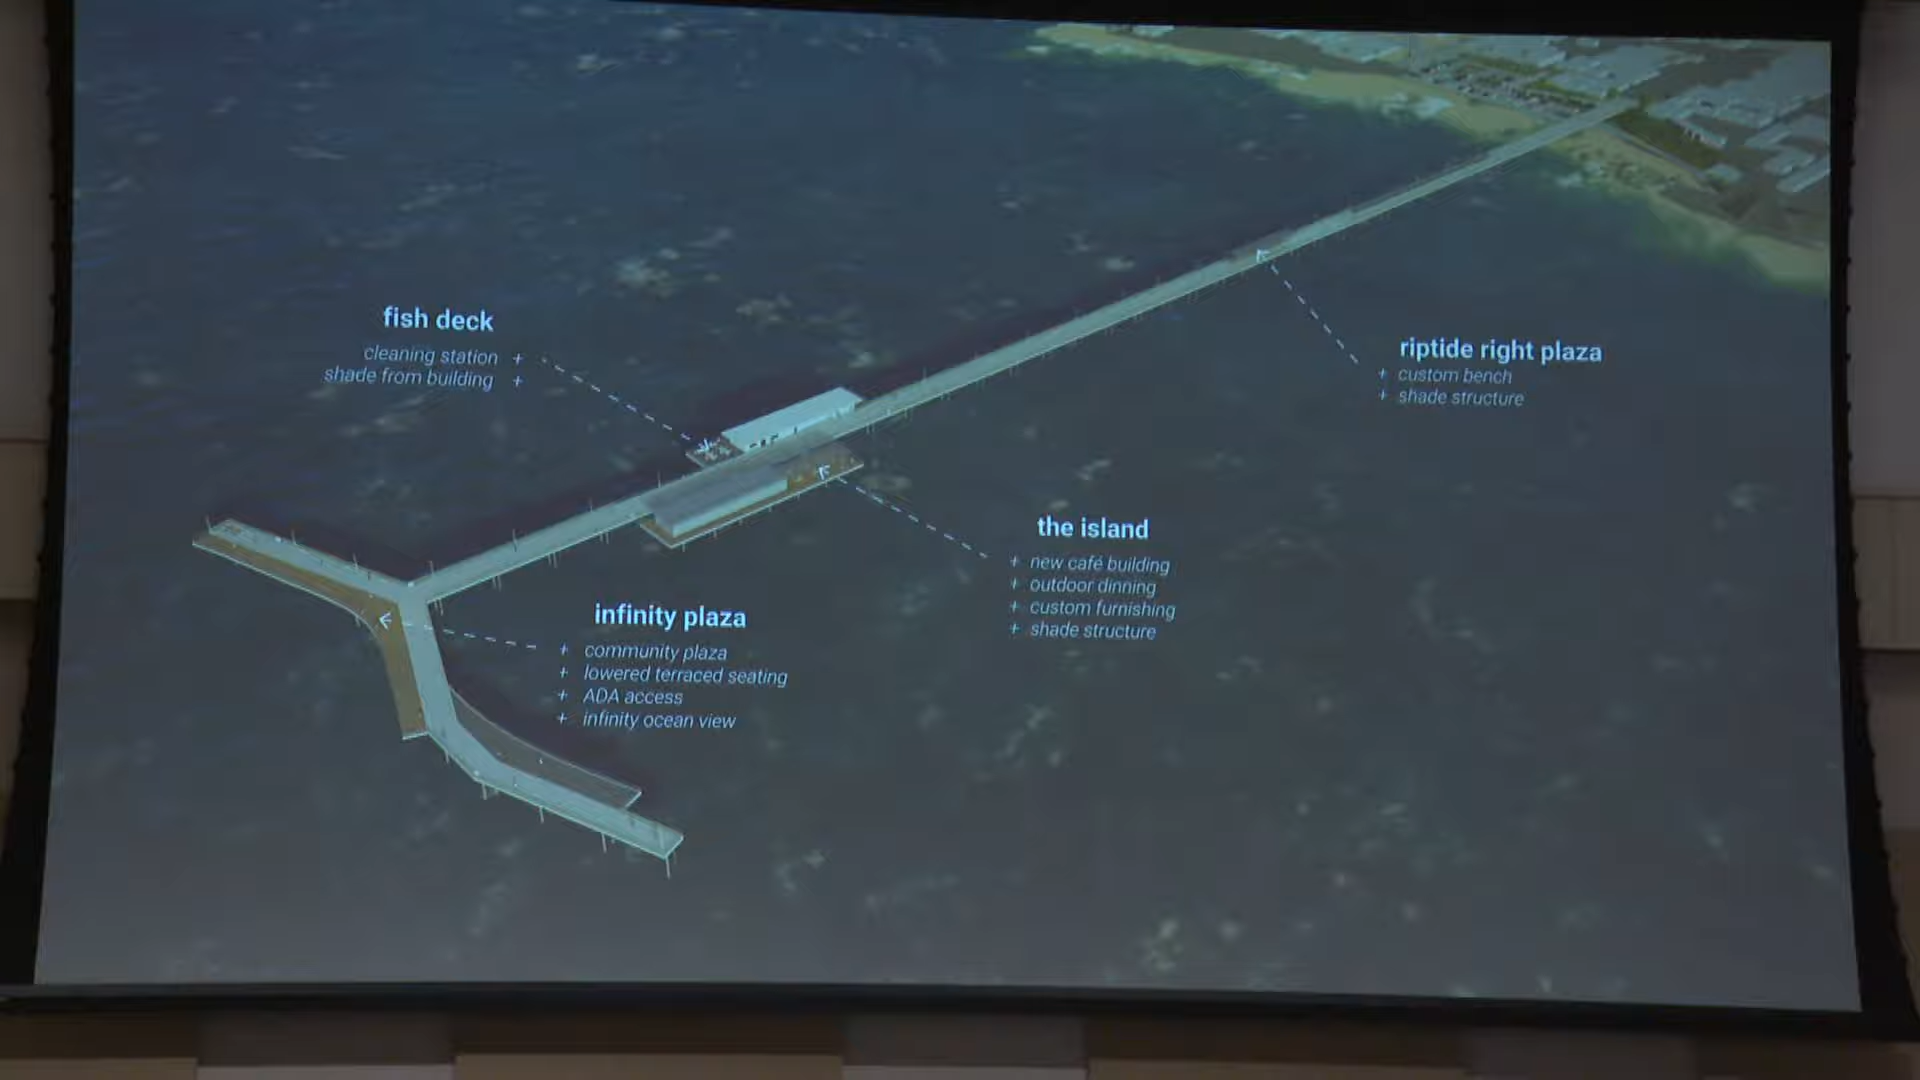 fish deck
cleaning station +
shade from building +
riptide right plaza
+ custom bench
+ shade structure
the island
+ new café building
+ outdoor dinning
+ custom furnishing
+ shade structure
infinity plaza
+ community plaza
+ lowered terraced seating
+ ADA access
+ infinity ocean view